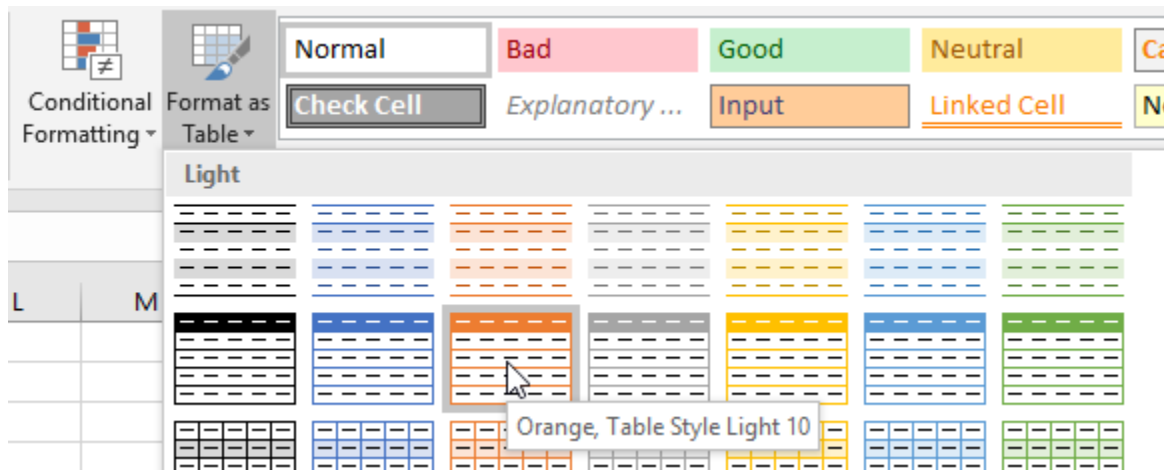 Normal
Bad
Good
Neutral
Conditional
Formatting
Format as
Table
Check Cell
Explanatory ...
Input
Linked Cell
Light
L
M
Orange, Table Style Light 10